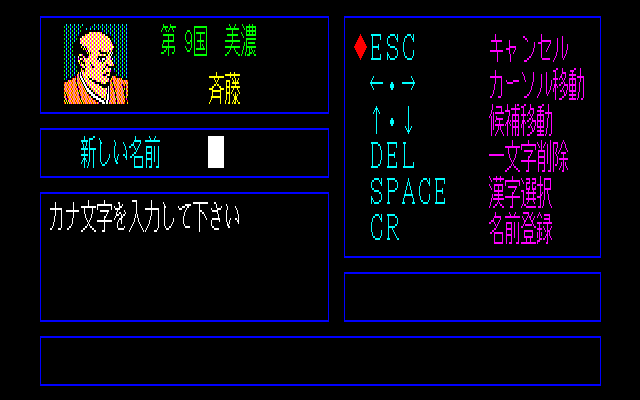 第 9国 美濃
斉藤
新しい名前
カナ文字を入力して下さい
ESC キャンセル
←・→ カーソル移動
↑・↓ 候補移動
DEL 一文字削除
SPACE 漢字選択
CR 名前登録